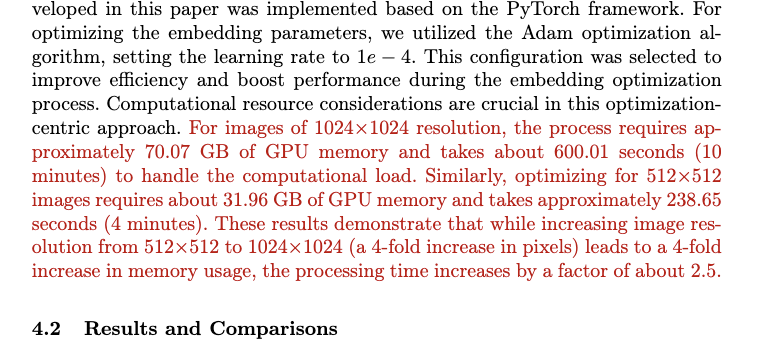 veloped in this paper was implemented based on the PyTorch framework. For
optimizing the embedding parameters, we utilized the Adam optimization al-
gorithm, setting the learning rate to 1e − 4. This configuration was selected to
improve efficiency and boost performance during the embedding optimization
process. Computational resource considerations are crucial in this optimization-
centric approach. For images of 1024×1024 resolution, the process requires ap-
proximately 70.07 GB of GPU memory and takes about 600.01 seconds (10
minutes) to handle the computational load. Similarly, optimizing for 512×512
images requires about 31.96 GB of GPU memory and takes approximately 238.65
seconds (4 minutes). These results demonstrate that while increasing image res-
olution from 512×512 to 1024×1024 (a 4-fold increase in pixels) leads to a 4-fold
increase in memory usage, the processing time increases by a factor of about 2.5.
4.2 Results and Comparisons